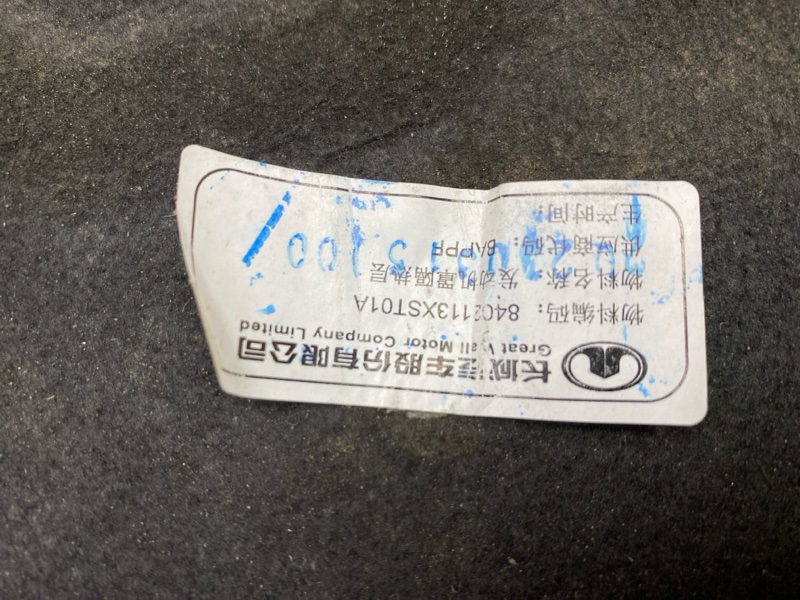 长城汽车股份有限公司
Great Wall Motor Company Limited
物料编码：8402113XST01A
物料名称：发动机罩隔热层
供应商代码：
生产时间：